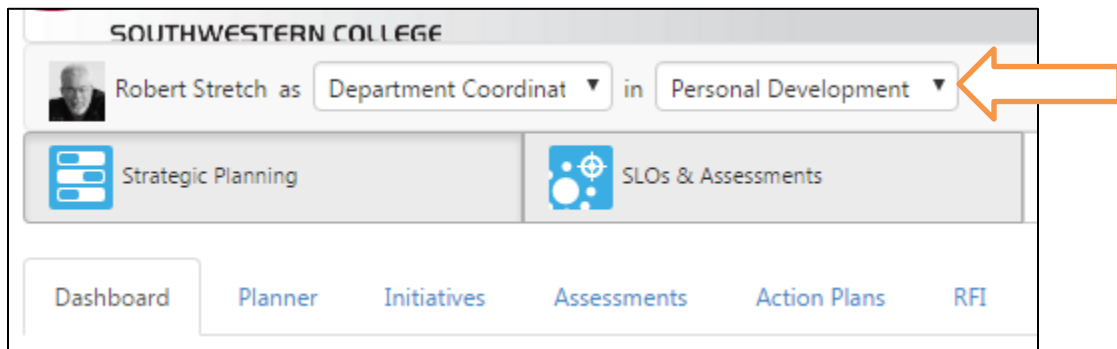 SOUTHWESTERN COLLEGE
Robert Stretch as Department Coordinat in Personal Development
Strategic Planning SLOs & Assessments
Dashboard Planner Initiatives Assessments Action Plans RFI